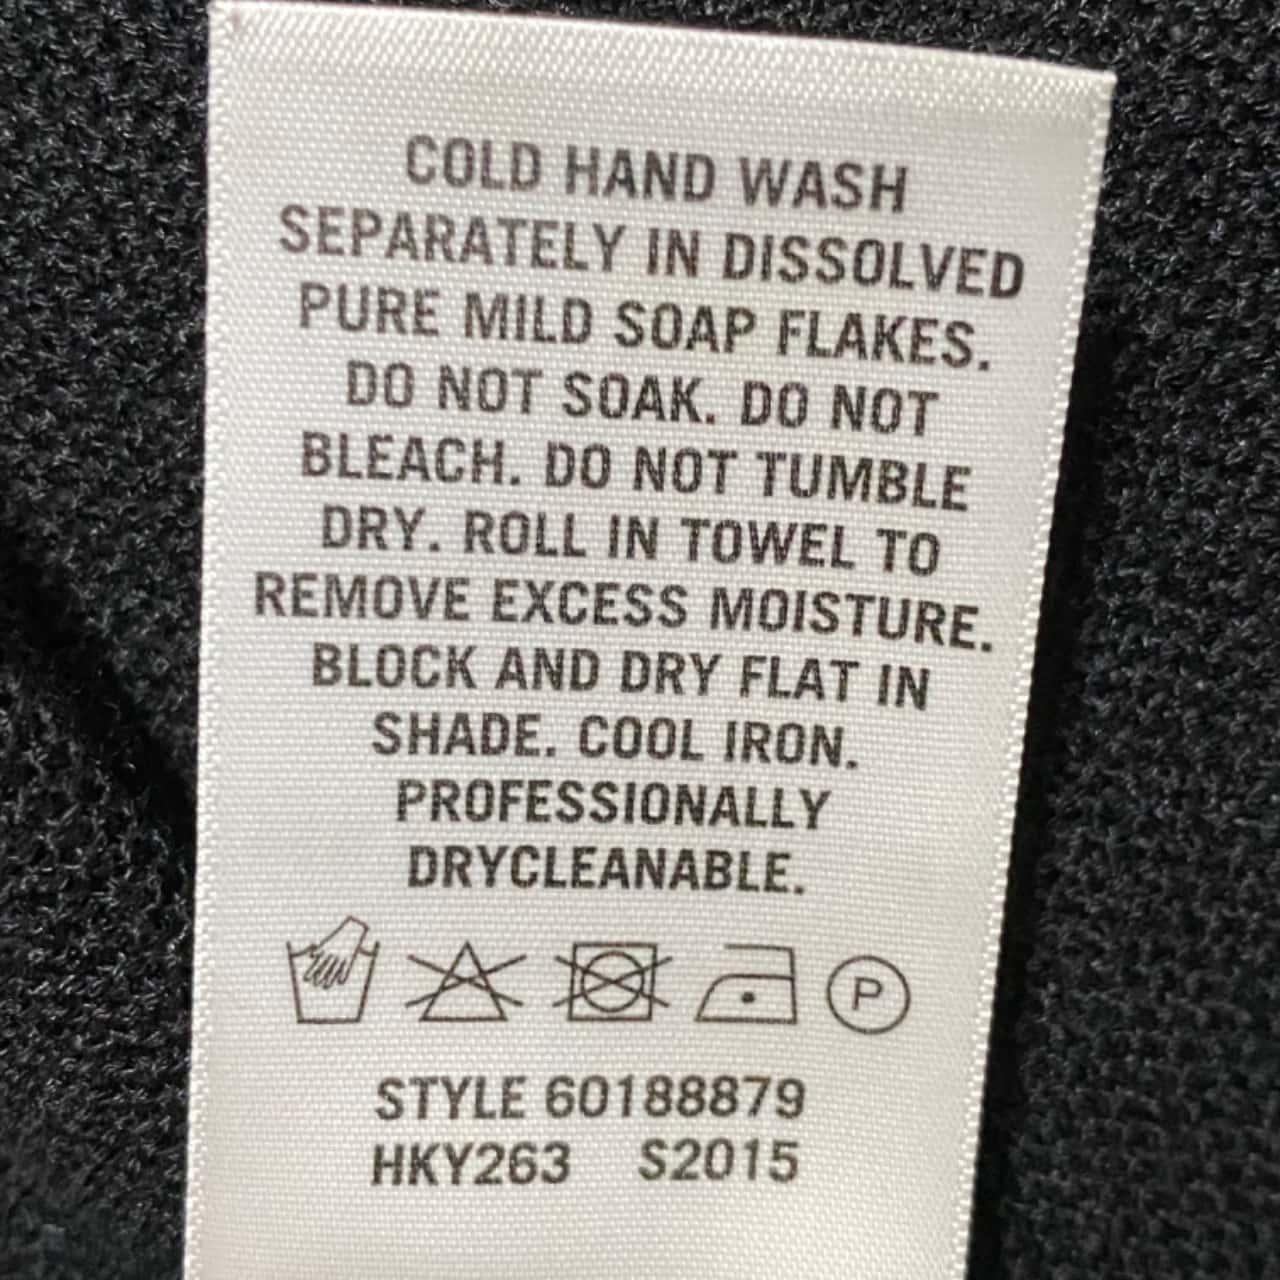 COLD HAND WASH
SEPARATELY IN DISSOLVED
PURE MILD SOAP FLAKES.
DO NOT SOAK. DO NOT
BLEACH. DO NOT TUMBLE
DRY. ROLL IN TOWEL TO
REMOVE EXCESS MOISTURE.
BLOCK AND DRY FLAT IN
SHADE. COOL IRON.
PROFESSIONALLY
DRYCLEANABLE.
P
STYLE 60188879
HKY263 S2015